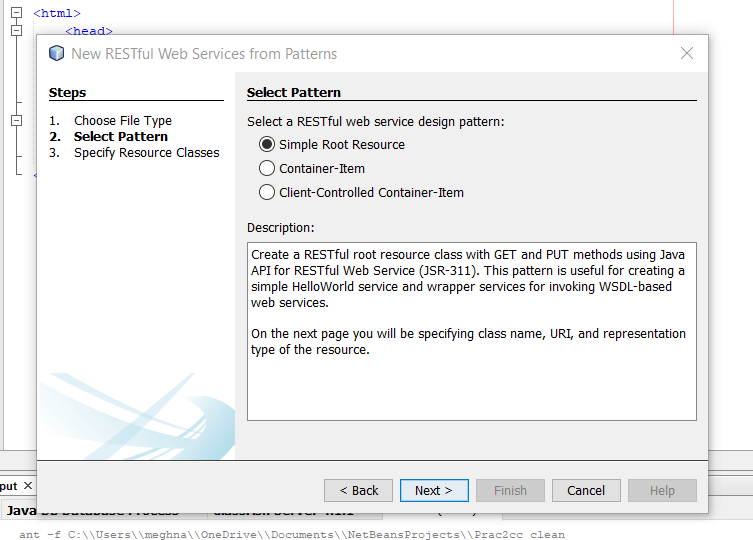 <html>
<head>
New RESTful Web Services from Patterns
Steps
1. Choose File Type
2. Select Pattern
3. Specify Resource Classes
Select Pattern
Select a RESTful web service design pattern:
Simple Root Resource
Container-Item
Client-Controlled Container-Item
Description:
Create a RESTful root resource class with GET and PUT methods using Java
API for RESTful Web Service (JSR-311). This pattern is useful for creating a
simple HelloWorld service and wrapper services for invoking WSDL-based
web services.
On the next page you will be specifying class name, URI, and representation
type of the resource.
< Back Next > Finish Cancel Help
put ×
Java DB Database Process
ant -f C:\\Users\\meghna\\OneDrive\\Documents\\NetBeansProjects\\Prac2cc clean